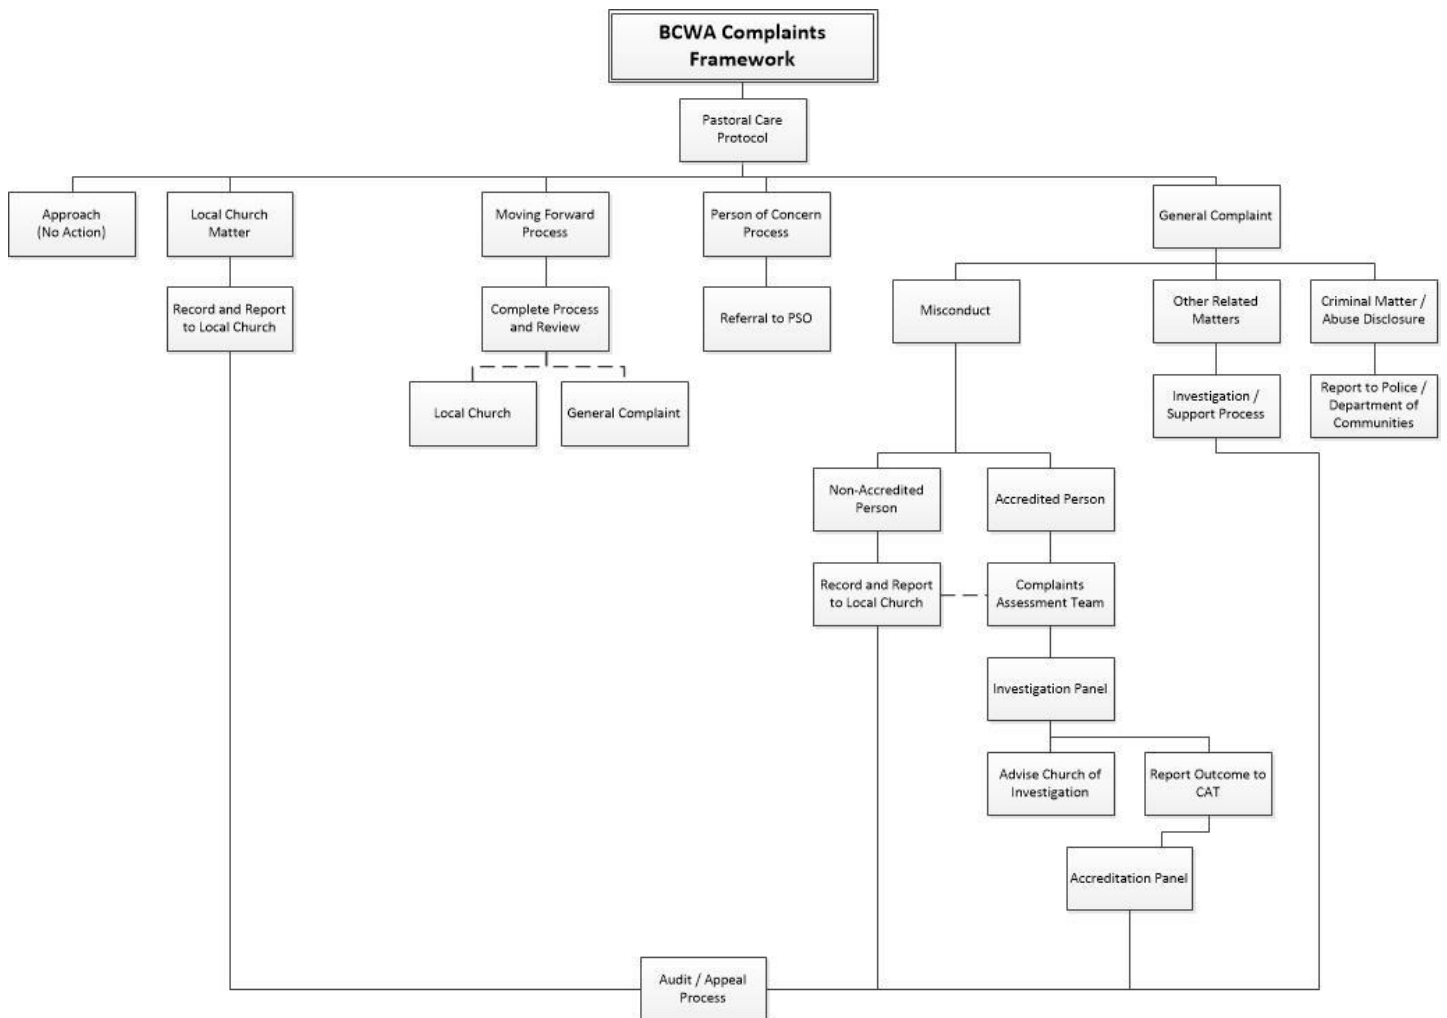 BCWA Complaints
Framework
Pastoral Care
Protocol
Approach
(No Action)
Local Church
Matter
Moving Forward
Process
Person of Concern
Process
General Complaint
Record and Report
to Local Church
Complete Process
and Review
Referral to PSO
Misconduct
Other Related
Matters
Criminal Matter /
Abuse Disclosure
Local Church
General Complaint
Investigation /
Support Process
Report to Police /
Department of
Communities
Non-Accredited
Person
Accredited Person
Record and Report
to Local Church
Complaints
Assessment Team
Investigation Panel
Advise Church of
Investigation
Report Outcome to
CAT
Accreditation Panel
Audit / Appeal
Process